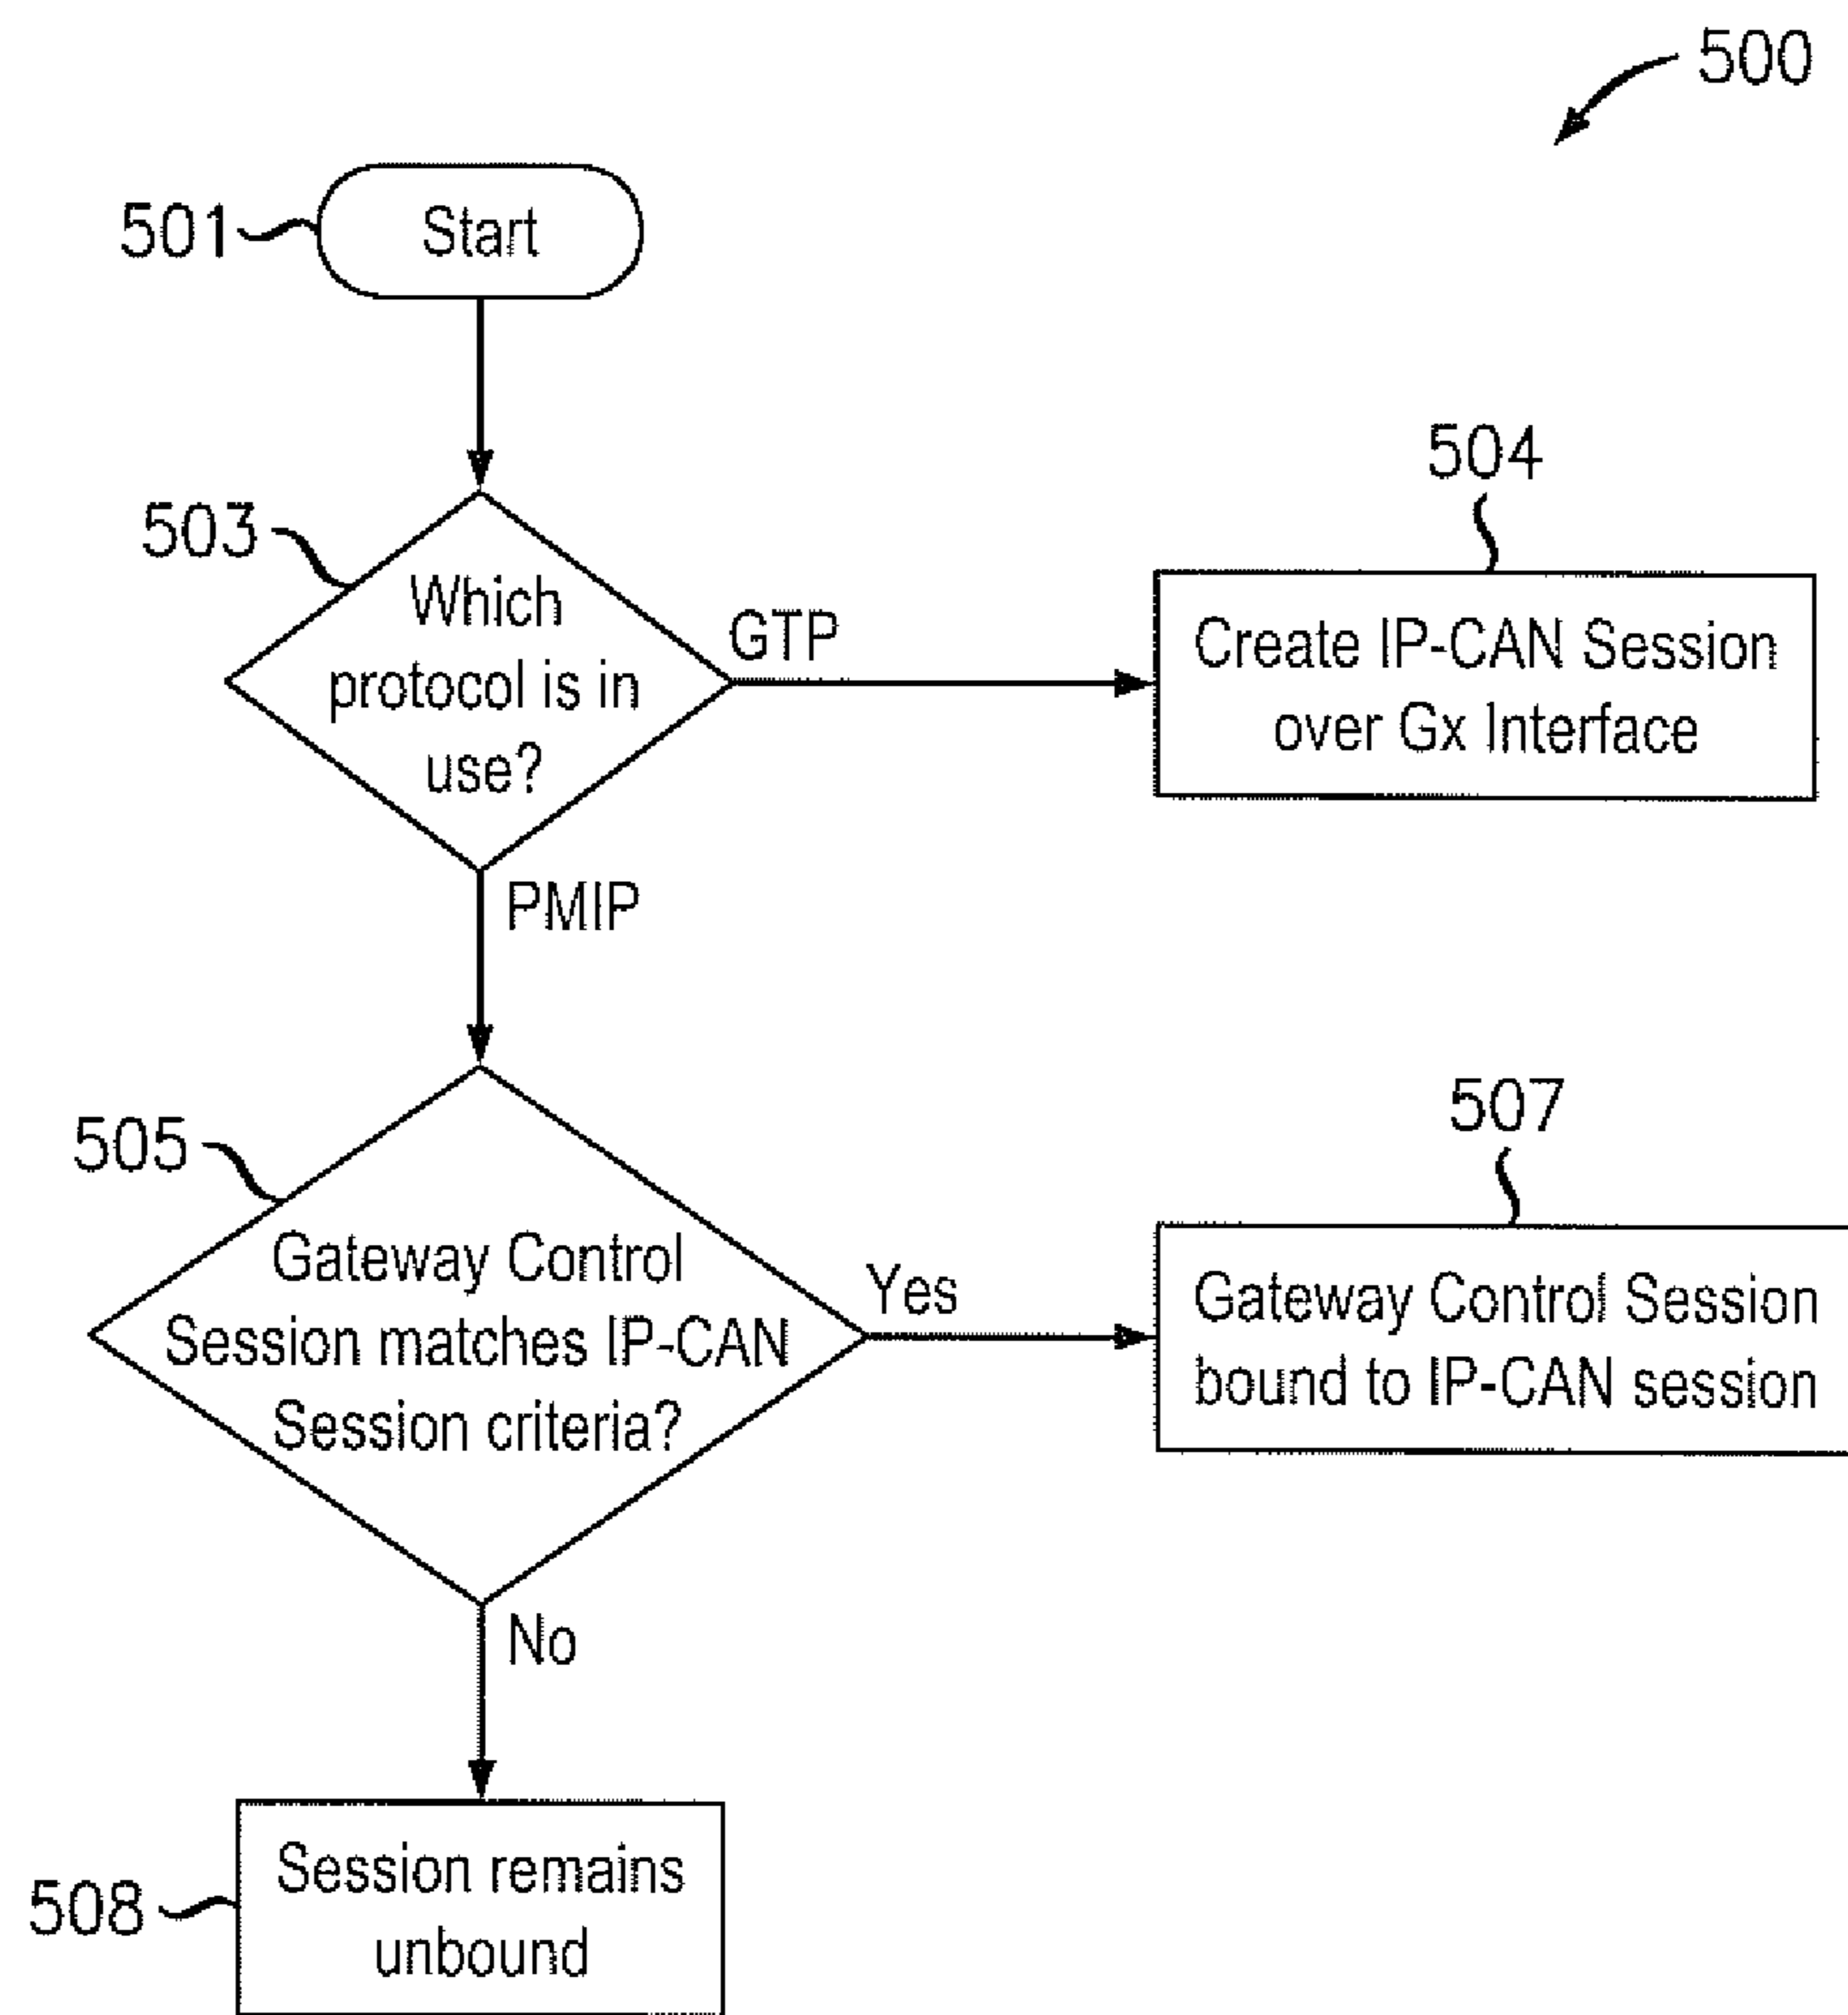 500
501
Start
503
Which
protocol is in
use?
GTP
504
Create IP-CAN Session
over Gx Interface
PMIP
505
Gateway Control
Session matches IP-CAN
Session criteria?
Yes
507
Gateway Control Session
bound to IP-CAN session
No
508
Session remains
unbound